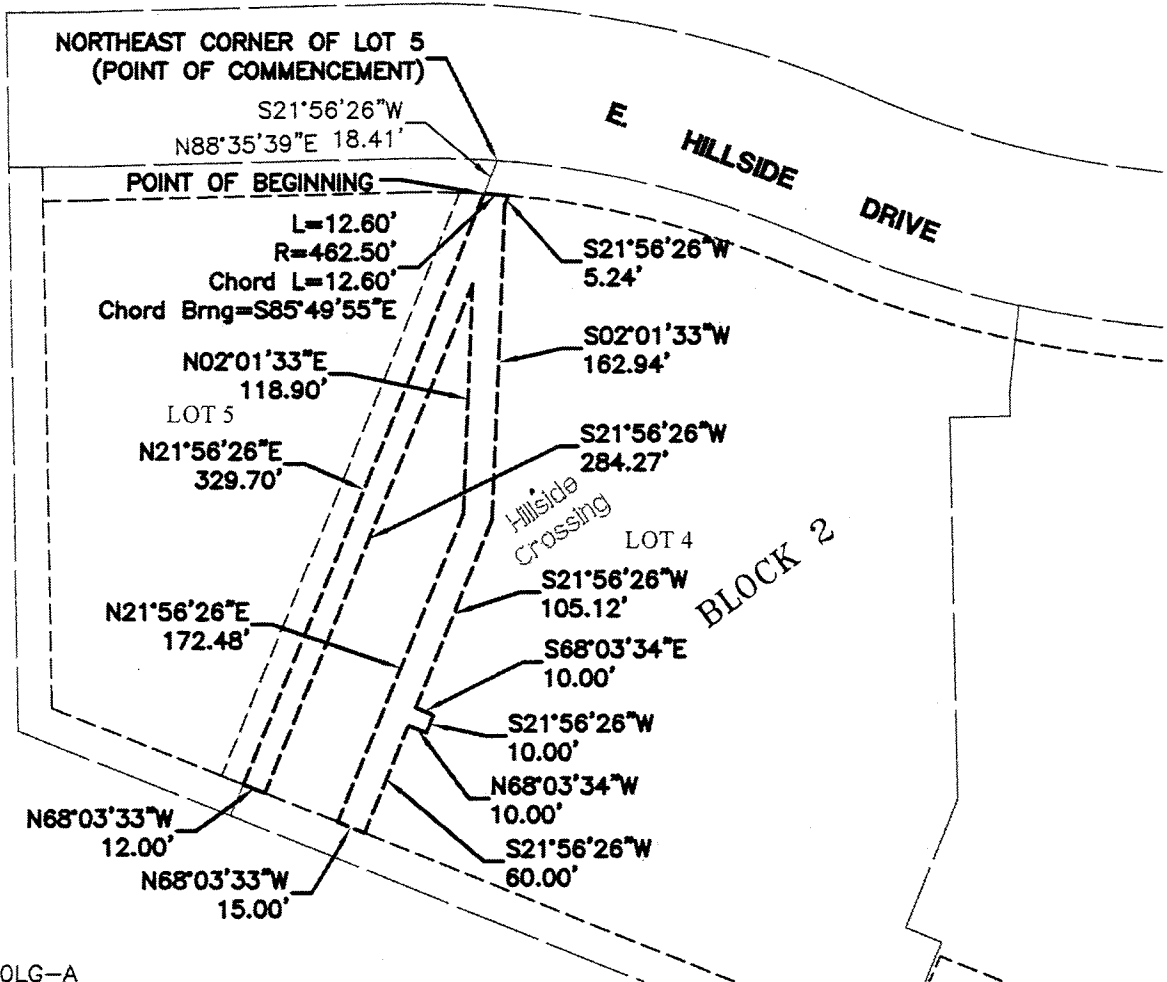 NORTHEAST CORNER OF LOT 5
(POINT OF COMMENCEMENT)
S21°56'26"W
N88°35'39"E 18.41'
POINT OF BEGINNING
L=12.60'
R=462.50'
Chord L=12.60'
Chord Brng=S85°49'55"E
E. HILLSIDE DRIVE
S21°56'26"W
5.24'
S02°01'33"W
162.94'
N02°01'33"E
118.90'
LOT 5
N21°56'26"E
329.70'
S21°56'26"W
284.27'
Hillside
Crossing
LOT 4
BLOCK 2
S21°56'26"W
105.12'
N21°56'26"E
172.48'
S68°03'34"E
10.00'
S21°56'26"W
10.00'
N68°03'34"W
10.00'
S21°56'26"W
60.00'
N68°03'33"W
12.00'
N68°03'33"W
15.00'
OLG-A